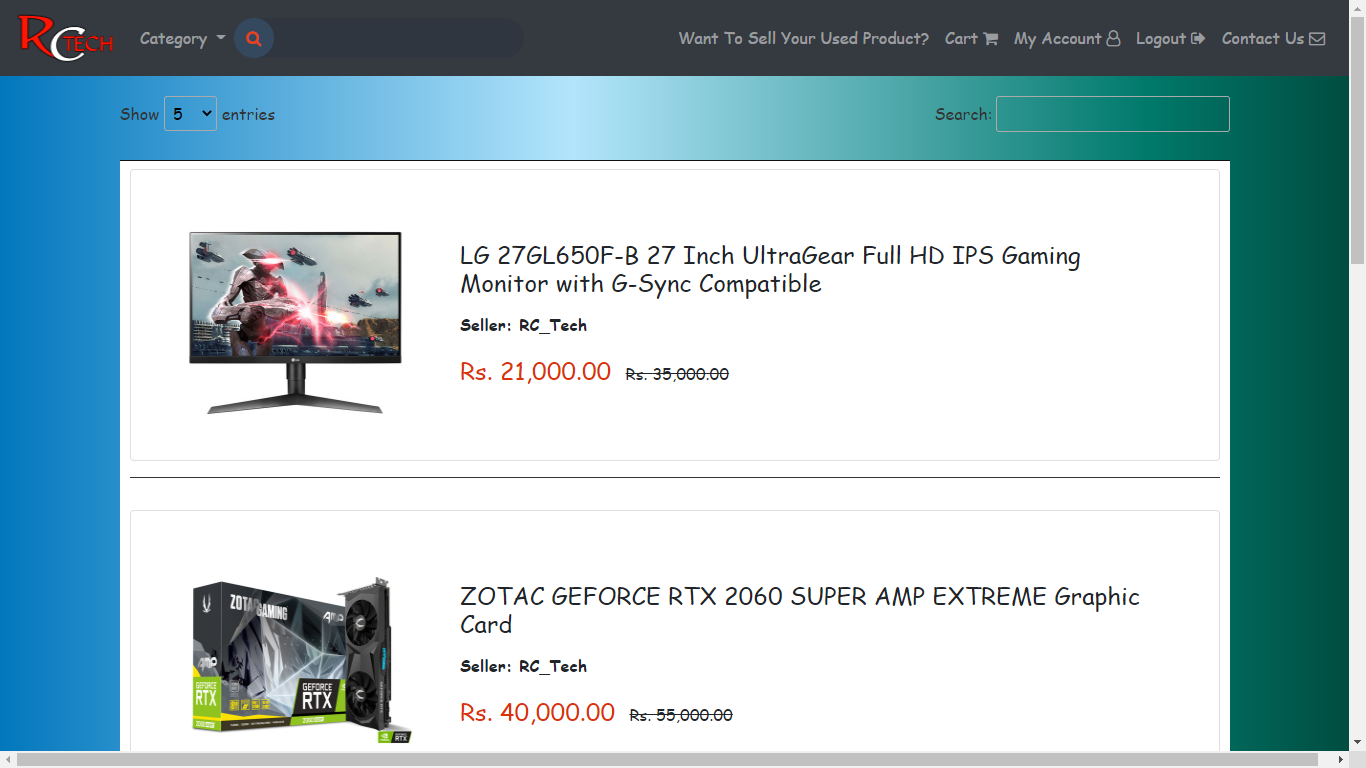 RC TECH
Category
Want To Sell Your Used Product? Cart My Account Logout Contact Us
Show 5 entries
Search:
LG 27GL650F-B 27 Inch UltraGear Full HD IPS Gaming
Monitor with G-Sync Compatible
Seller: RC_Tech
Rs. 21,000.00 Rs. 35,000.00
ZOTAC GAMING
AMP
AMP
GEFORCE
RTX
GEFORCE
RTX
ZOTAC GEFORCE RTX 2060 SUPER AMP EXTREME Graphic
Card
Seller: RC_Tech
Rs. 40,000.00 Rs. 55,000.00